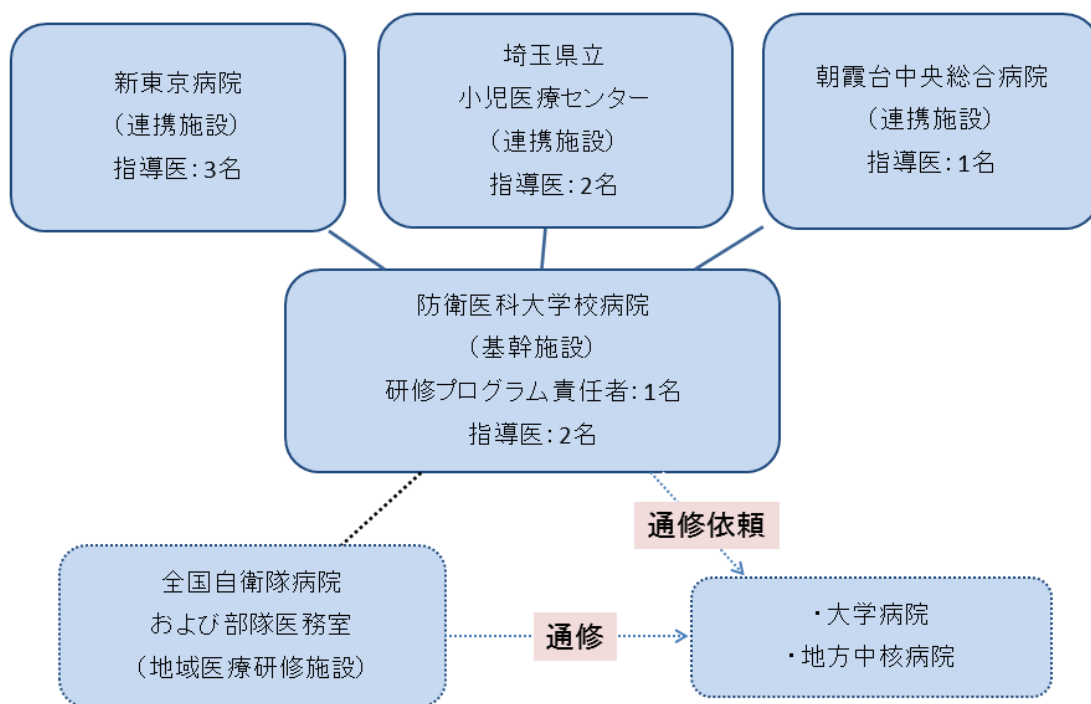 新東京病院
(連携施設)
指導医:3名
埼玉県立
小児医療センター
(連携施設)
指導医:2名
朝霞台中央総合病院
(連携施設)
指導医:1名
防衛医科大学校病院
(基幹施設)
研修プログラム責任者:1名
指導医:2名
通修依頼
全国自衛隊病院
および部隊医務室
(地域医療研修施設)
通修
・大学病院
・地方中核病院